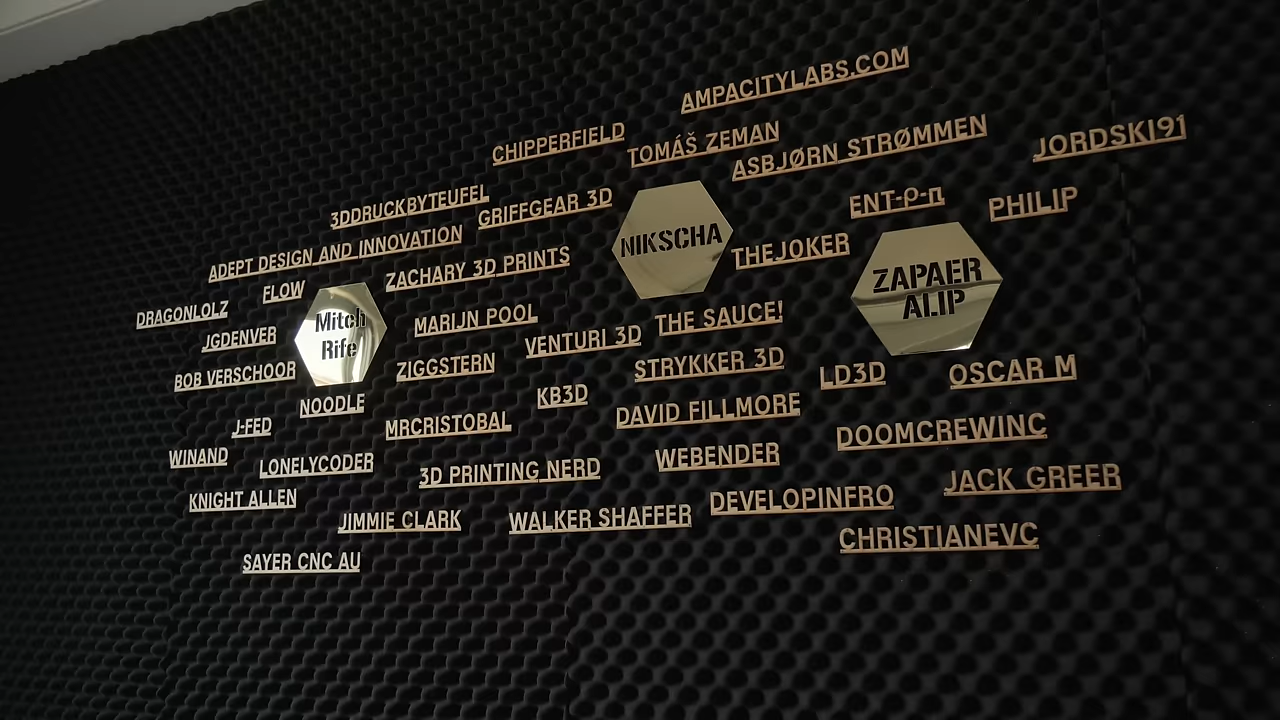 AMPACITYLABS.COM
CHIPPERFIELD
TOMÁŠ ZEMAN
ASBJØRN STRØMMEN
JORDSKI91
3DDRUCKBYTEUFEL
GRIFFGEAR 3D
ENT-ρ-π
PHILIP
ADEPT DESIGN AND INNOVATION
NIKSCHA
THEJOKER
ZACHARY 3D PRINTS
ZAPAER
ALIP
FLOW
DRAGONLOLZ
Mitch
Rife
MARIJN POOL
THE SAUCE!
JGDENVER
VENTURI 3D
BOB VERSCHOOR
ZIGGSTERN
STRYKKER 3D
LD3D
OSCAR M
NOODLE
KB3D
DAVID FILLMORE
J-FED
MRCRISTOBAL
DOOMCREWINC
WINAND
LONELYCODER
3D PRINTING NERD
WEBENDER
JACK GREER
KNIGHT ALLEN
DEVELOPINFRO
JIMMIE CLARK
WALKER SHAFFER
CHRISTIANEVC
SAYER CNC AU